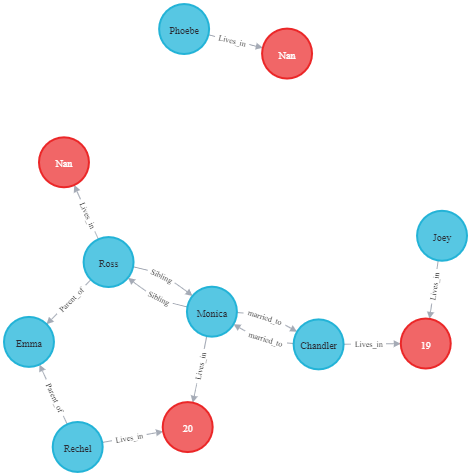 Phoebe
Lives_in
Nan
Nan
Lives_in
Ross
Sibling
Sibling
Joey
Lives_in
Parent_of
Monica
married_to
married_to
Emma
Chandler
Lives_in
19
Lives_in
Parent_of
Rechel
Lives_in
20